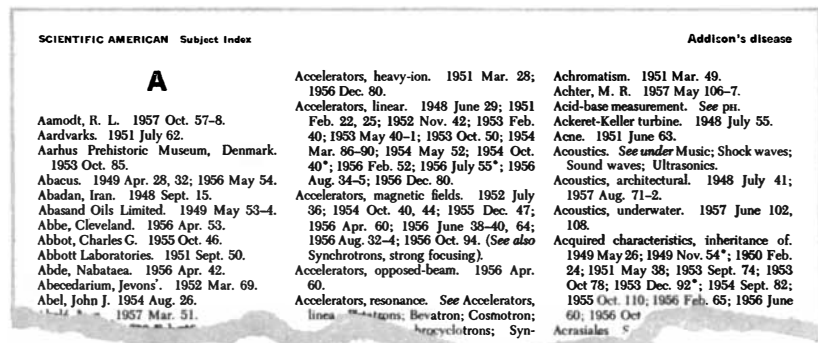 SCIENTIFIC AMERICAN Subject Index
Addison's disease
A
Aamodt, R. L. 1957 Oct. 57–8.
Aardvarks. 1951 July 62.
Aarhus Prehistoric Museum, Denmark.
1953 Oct. 85.
Abacus. 1949 Apr. 28, 32; 1956 May 54.
Abadan, Iran. 1948 Sept. 15.
Abasand Oils Limited. 1949 May 53–4.
Abbe, Cleveland. 1956 Apr. 53.
Abbot, Charles G. 1955 Oct. 46.
Abbott Laboratories. 1951 Sept. 50.
Abde, Nabataea. 1956 Apr. 42.
Abecedarium, Jevons'. 1952 Mar. 69.
Abel, John J. 1954 Aug. 26.
1957 Mar. 51.
Accelerators, heavy-ion. 1951 Mar. 28;
1956 Dec. 80.
Accelerators, linear. 1948 June 29; 1951
Feb. 22, 25; 1952 Nov. 42; 1953 Feb.
40; 1953 May 40–1; 1953 Oct. 50; 1954
Mar. 86–90; 1954 May 52; 1954 Oct.
40*; 1956 Feb. 52; 1956 July 55*; 1956
Aug. 34–5; 1956 Dec. 80.
Accelerators, magnetic fields. 1952 July
36; 1954 Oct. 40, 44; 1955 Dec. 47;
1956 Apr. 60; 1956 June 38–40, 64;
1956 Aug. 32–4; 1956 Oct. 94. (See also
Synchrotrons, strong focusing).
Accelerators, opposed-beam. 1956 Apr.
60.
Accelerators, resonance. See Accelerators,
Bevatron; Cosmotron;
Syn-
Achromatism. 1951 Mar. 49.
Achter, M. R. 1957 May 106–7.
Acid-base measurement. See pH.
Ackeret-Keller turbine. 1948 July 55.
Acne. 1951 June 63.
Acoustics. See under Music; Shock waves;
Sound waves; Ultrasonics.
Acoustics, architectural. 1948 July 41;
1957 Aug. 71–2.
Acoustics, underwater. 1957 June 102,
108.
Acquired characteristics, inheritance of.
1949 May 26; 1949 Nov. 54*; 1950 Feb.
24; 1951 May 38; 1953 Sept. 74; 1953
Oct 78; 1953 Dec. 92*; 1954 Sept. 82;
1955 Oct. 110; 1956 Feb. 65; 1956 June
60; 1956 Oct
Acrasiales